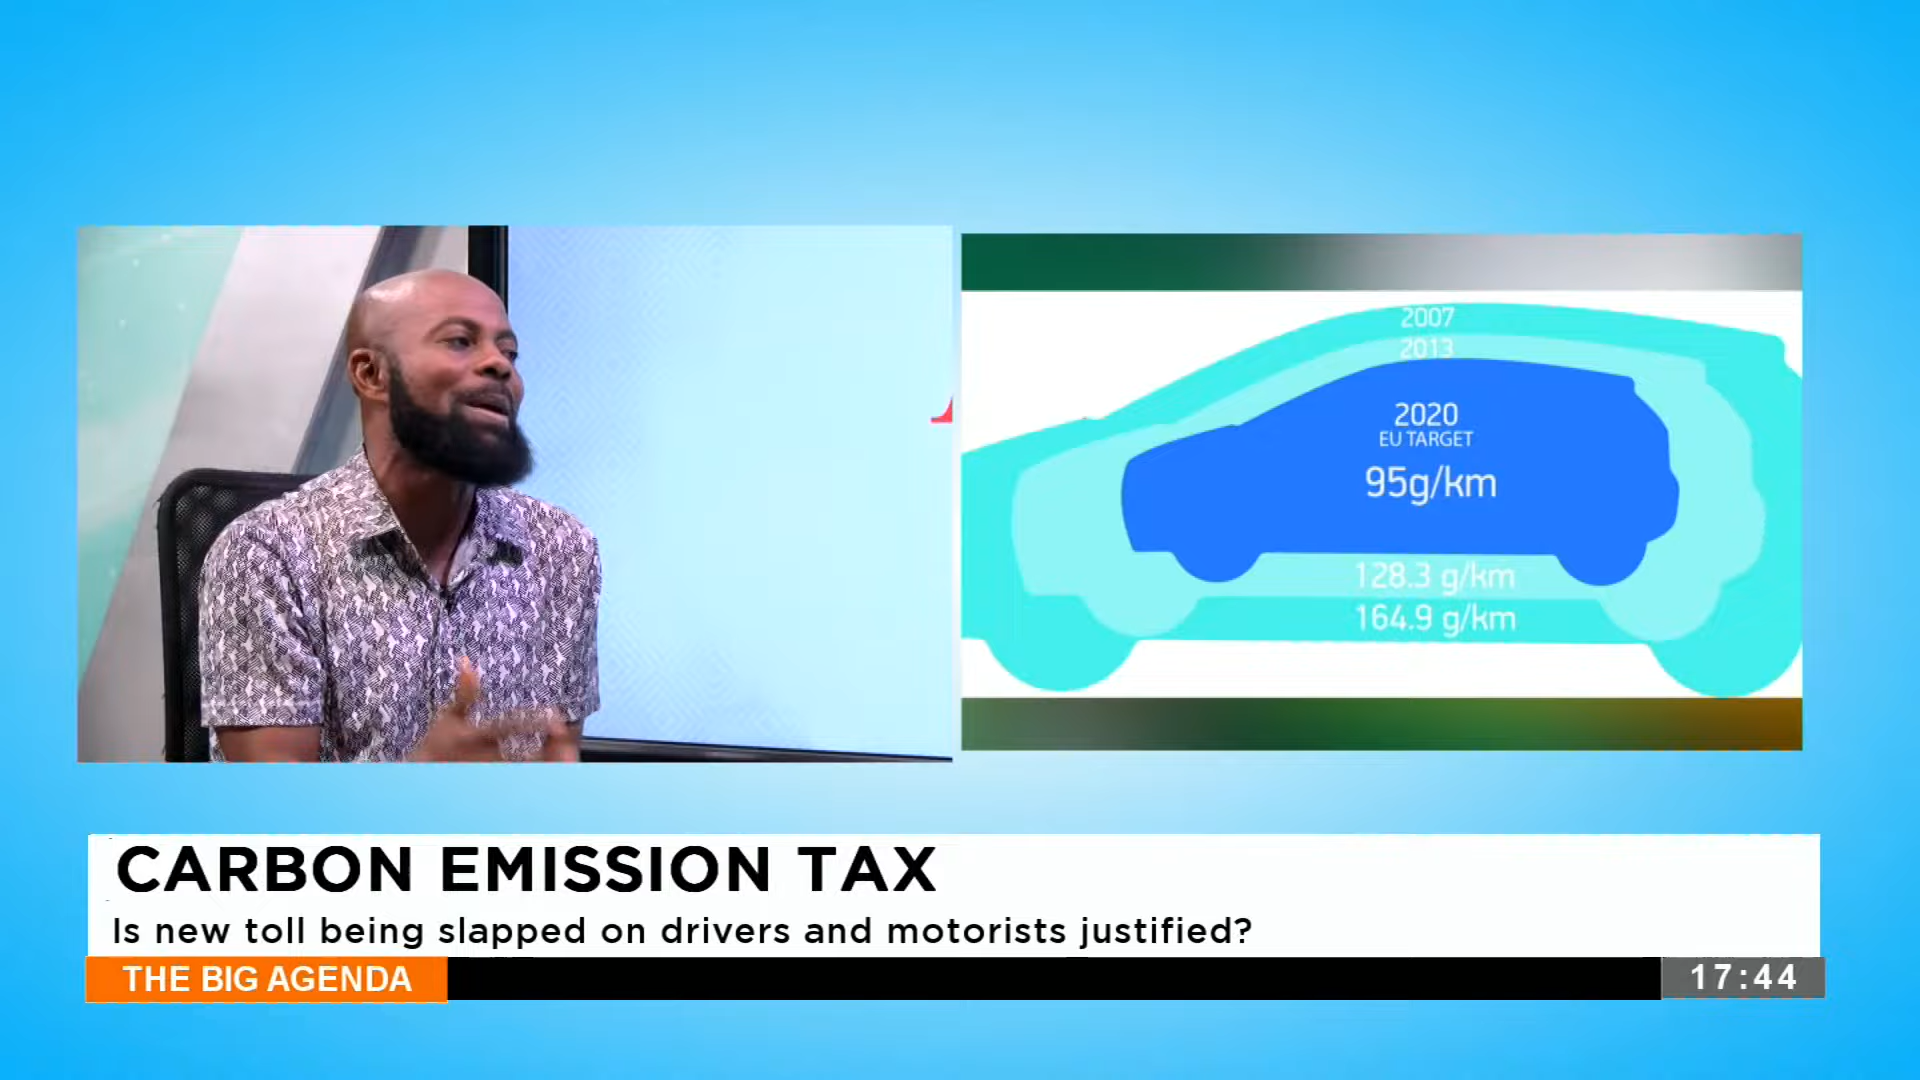 2007
2013
2020
EU TARGET
95g/km
128.3 g/km
164.9 g/km
CARBON EMISSION TAX
Is new toll being slapped on drivers and motorists justified?
THE BIG AGENDA
17:44